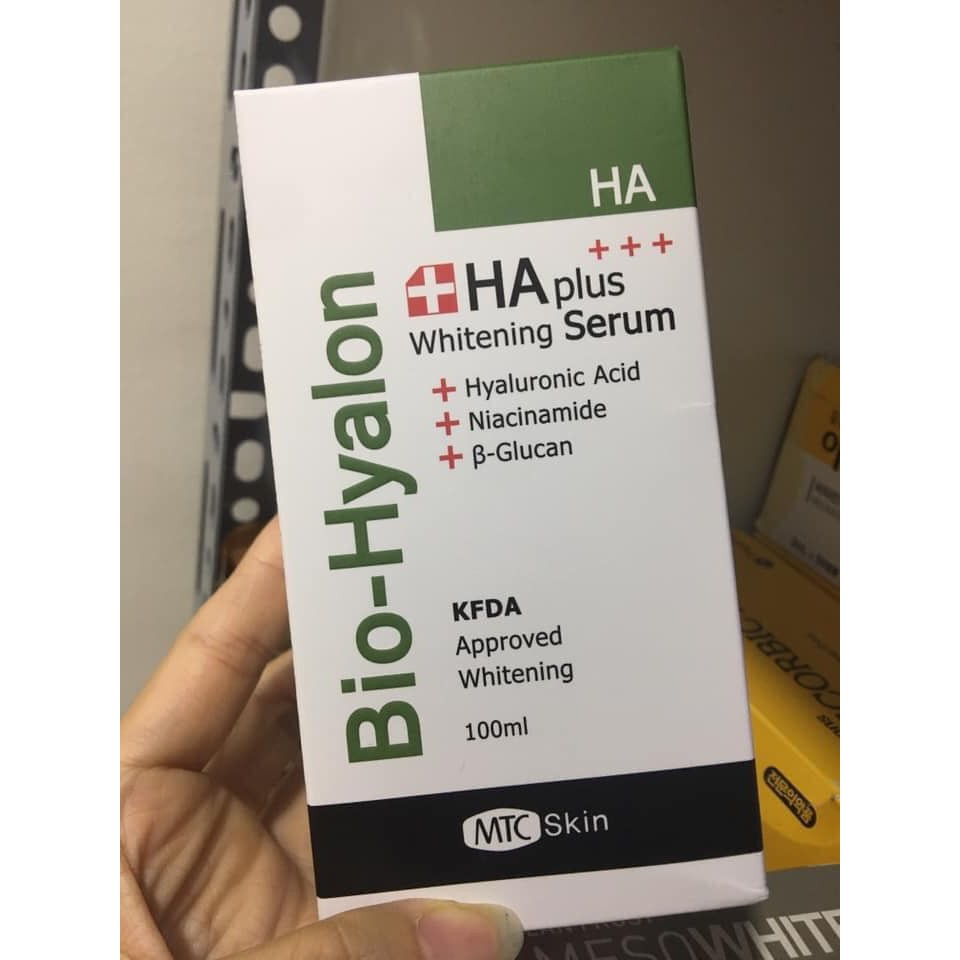 HA
+++
HA plus
Whitening Serum
+ Hyaluronic Acid
+ Niacinamide
+ β-Glucan
Bio-Hyalon
KFDA
Approved
Whitening
100ml
MTC Skin